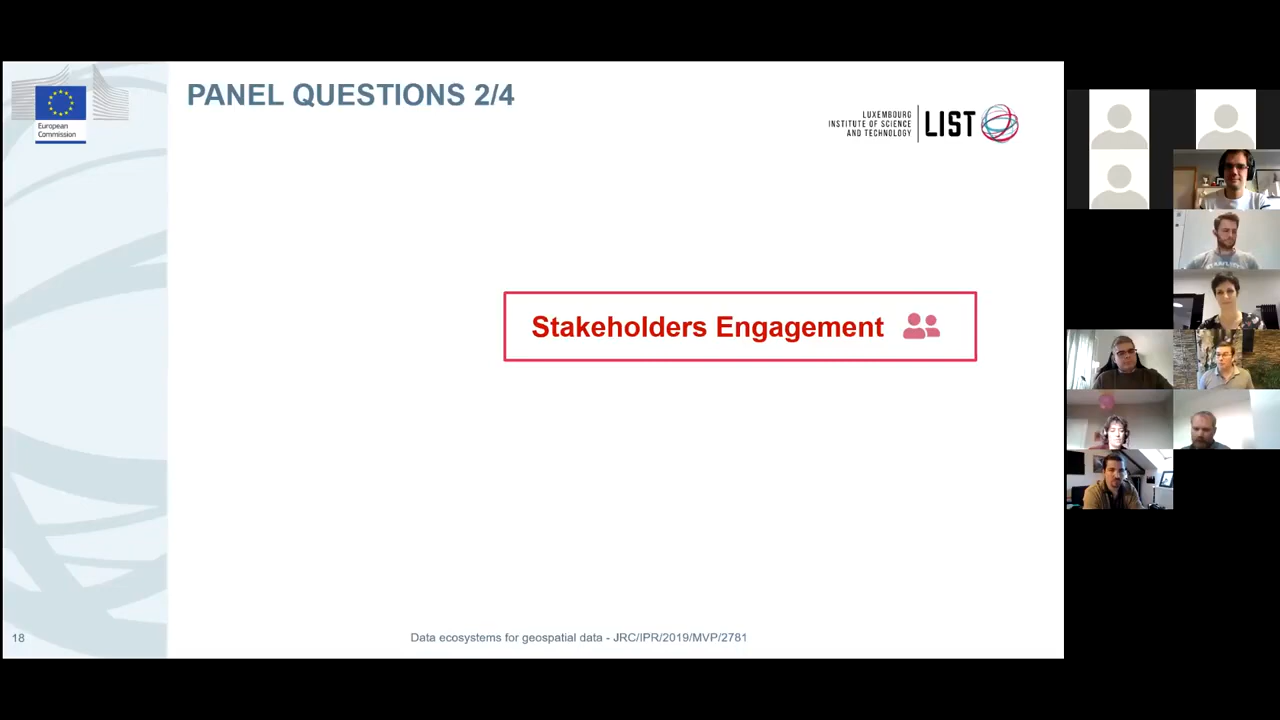 PANEL QUESTIONS 2/4
European
Commission
LUXEMBOURG
INSTITUTE OF SCIENCE
AND TECHNOLOGY
LIST
Stakeholders Engagement
18
Data ecosystems for geospatial data - JRC/IPR/2019/MVP/2781